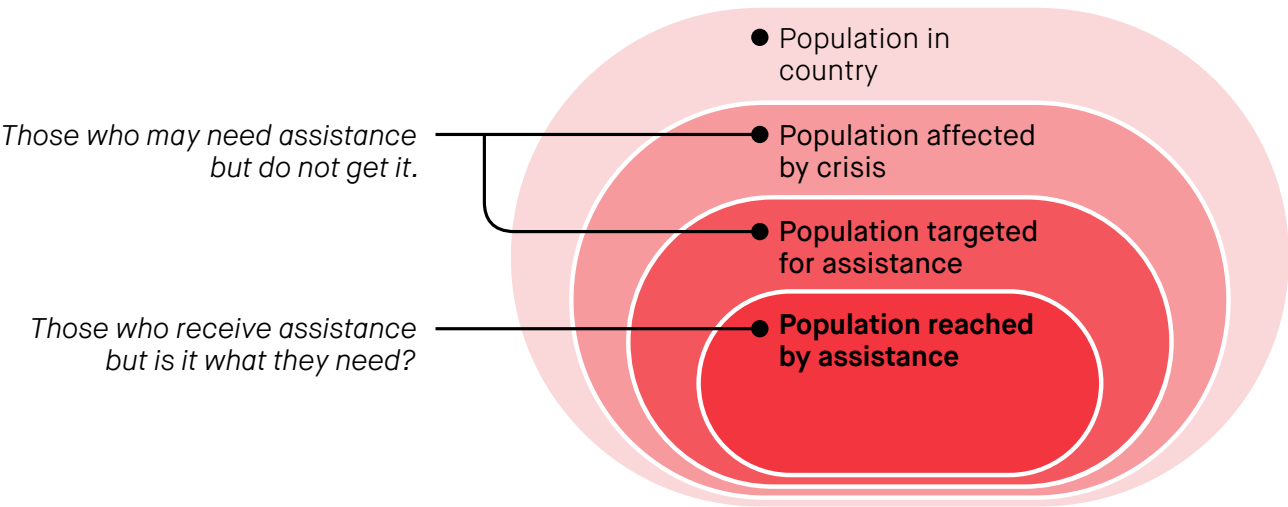 Population in
country
Those who may need assistance
but do not get it.
Population affected
by crisis
Population targeted
for assistance
Those who receive assistance
but is it what they need?
Population reached
by assistance